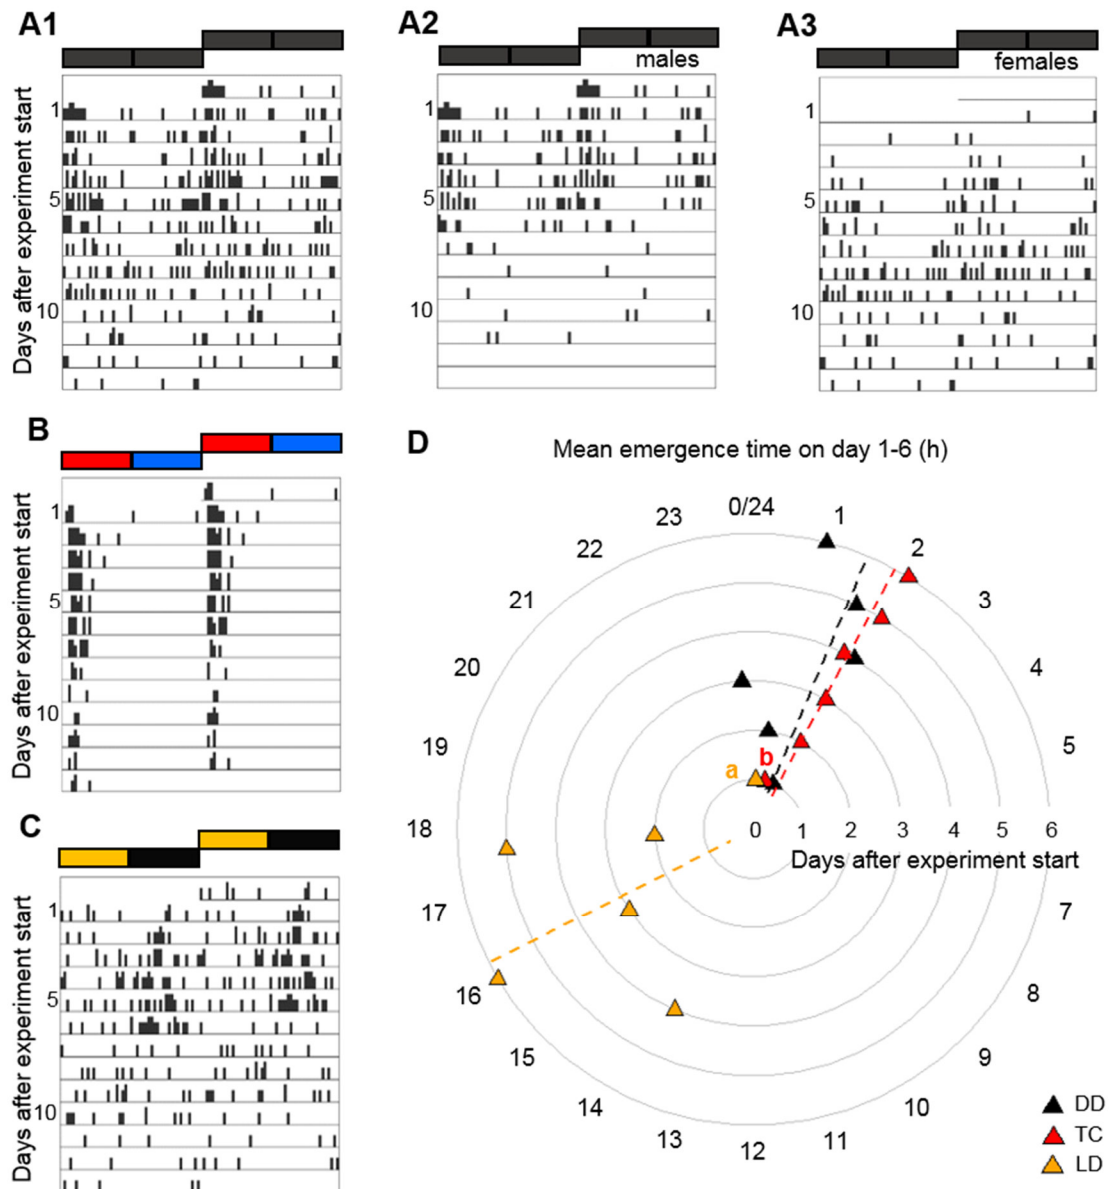 A1
A2
A3
males
females
Days after experiment start
1
5
10
1
5
10
1
5
10
B
Days after experiment start
1
5
10
C
Days after experiment start
1
5
10
D
Mean emergence time on day 1-6 (h)
0/24
1
2
3
4
5
7
8
9
10
11
12
13
14
15
16
17
18
19
20
21
22
23
a
b
0 1 2 3 4 5 6
Days after experiment start
DD
TC
LD